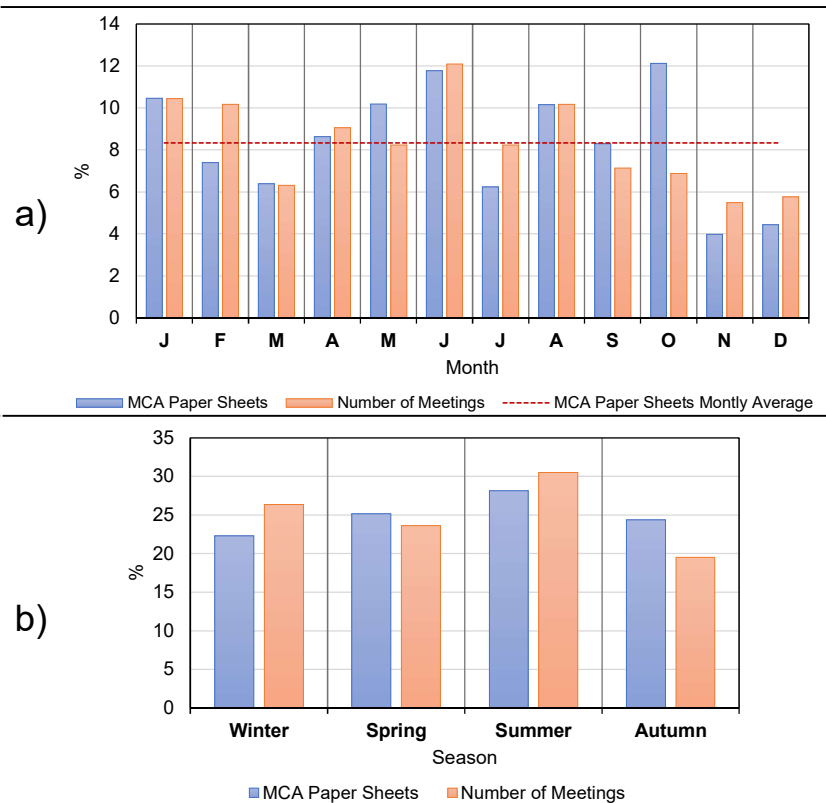 14
12
10
8
6
4
2
0
%
a)
J F M A M J J A S O N D
Month
MCA Paper Sheets Number of Meetings MCA Paper Sheets Montly Average
35
30
25
20
15
10
5
0
%
b)
Winter Spring Summer Autumn
Season
MCA Paper Sheets Number of Meetings